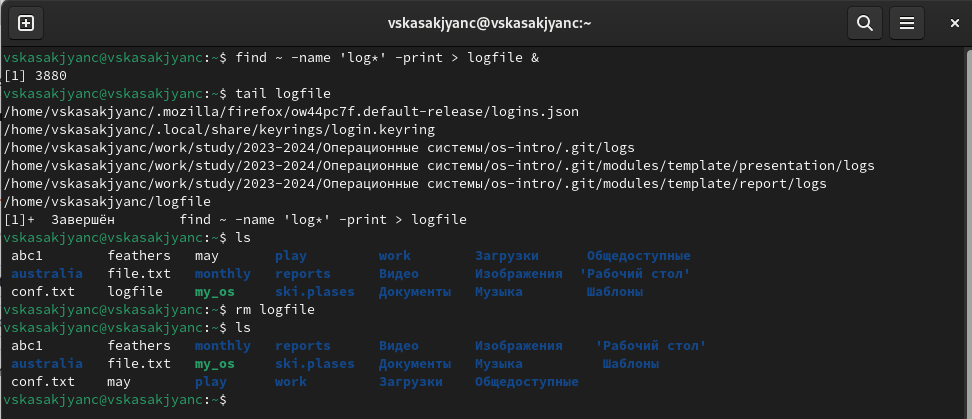 vskasakjyanc@vskasakjyanc:~
vskasakjyanc@vskasakjyanc:~$ find ~ -name 'log*' -print > logfile &
[1] 3880
vskasakjyanc@vskasakjyanc:~$ tail logfile
/home/vskasakjyanc/.mozilla/firefox/ow44pc7f.default-release/logins.json
/home/vskasakjyanc/.local/share/keyrings/login.keyring
/home/vskasakjyanc/work/study/2023-2024/Операционные системы/os-intro/.git/logs
/home/vskasakjyanc/work/study/2023-2024/Операционные системы/os-intro/.git/modules/template/presentation/logs
/home/vskasakjyanc/work/study/2023-2024/Операционные системы/os-intro/.git/modules/template/report/logs
/home/vskasakjyanc/logfile
[1]+  Завершён        find ~ -name 'log*' -print > logfile
vskasakjyanc@vskasakjyanc:~$ ls
abc1 feathers may play work Загрузки Общедоступные
australia file.txt monthly reports Видео Изображения 'Рабочий стол'
conf.txt logfile my_os ski.plases Документы Музыка Шаблоны
vskasakjyanc@vskasakjyanc:~$ rm logfile
vskasakjyanc@vskasakjyanc:~$ ls
abc1 feathers monthly reports Видео Изображения 'Рабочий стол'
australia file.txt my_os ski.plases Документы Музыка Шаблоны
conf.txt may play work Загрузки Общедоступные
vskasakjyanc@vskasakjyanc:~$